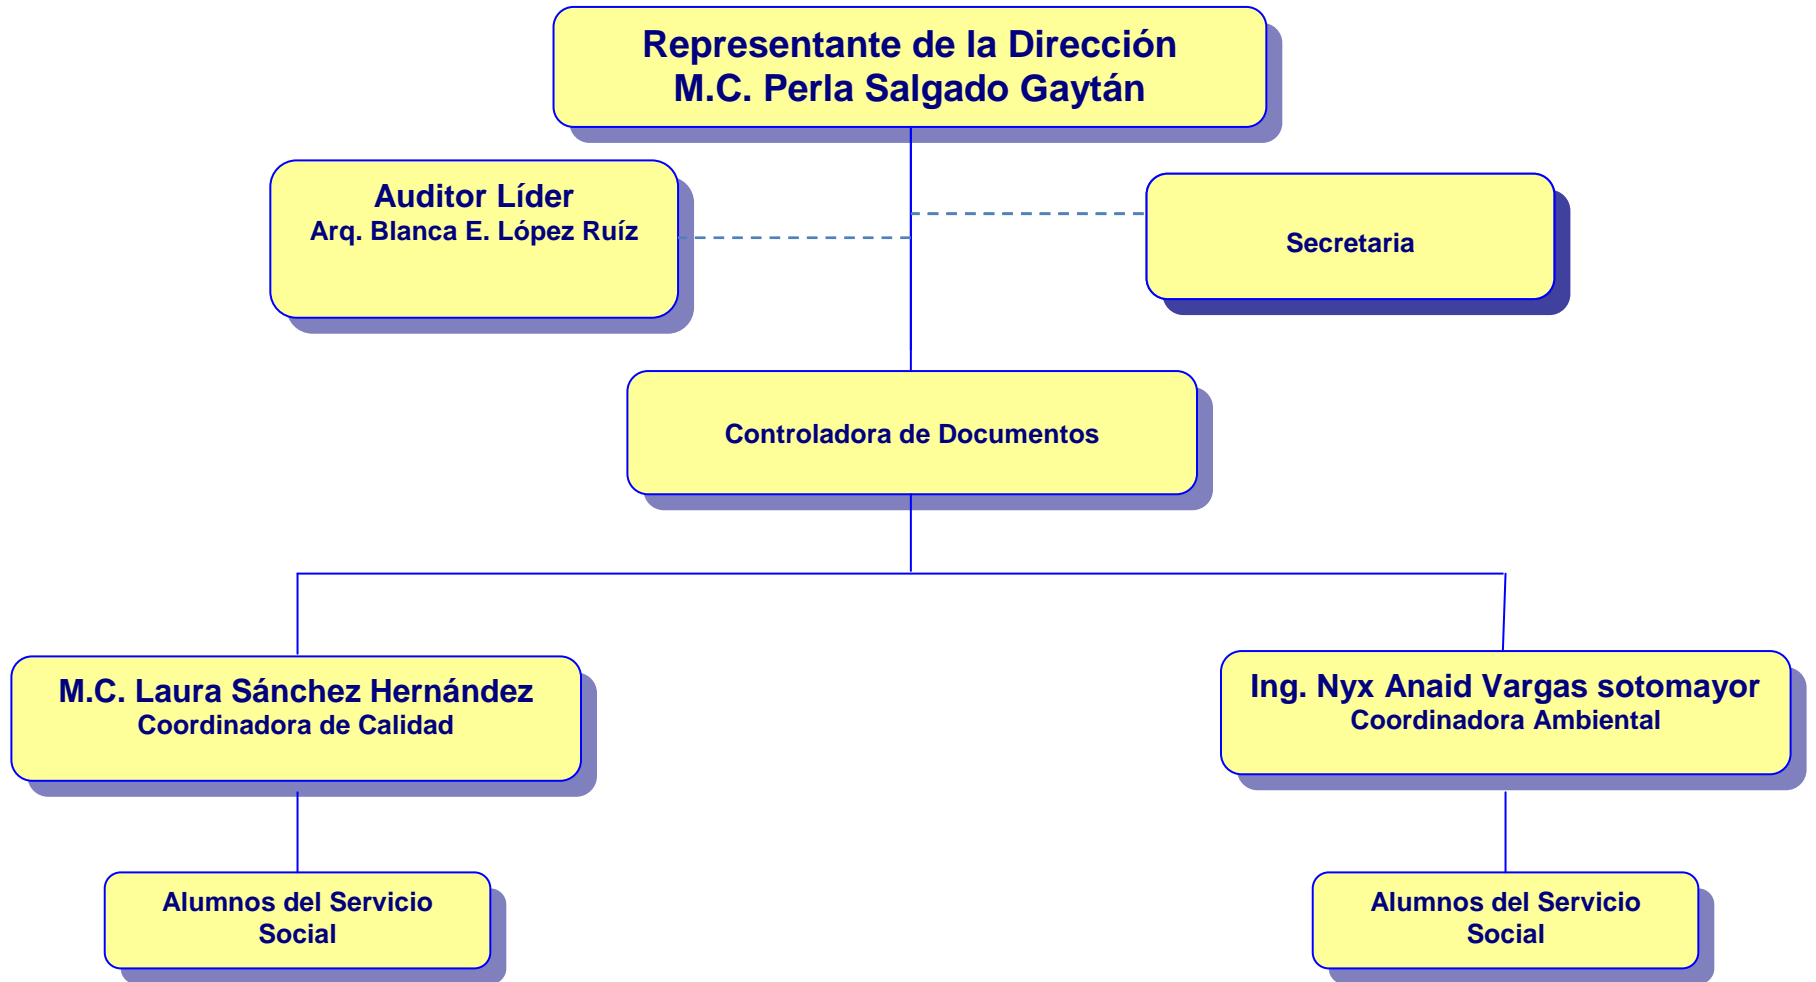 Representante de la Dirección
M.C. Perla Salgado Gaytán
Auditor Líder
Arq. Blanca E. López Ruíz
Secretaria
Controladora de Documentos
M.C. Laura Sánchez Hernández
Coordinadora de Calidad
Ing. Nyx Anaid Vargas sotomayor
Coordinadora Ambiental
Alumnos del Servicio
Social
Alumnos del Servicio
Social